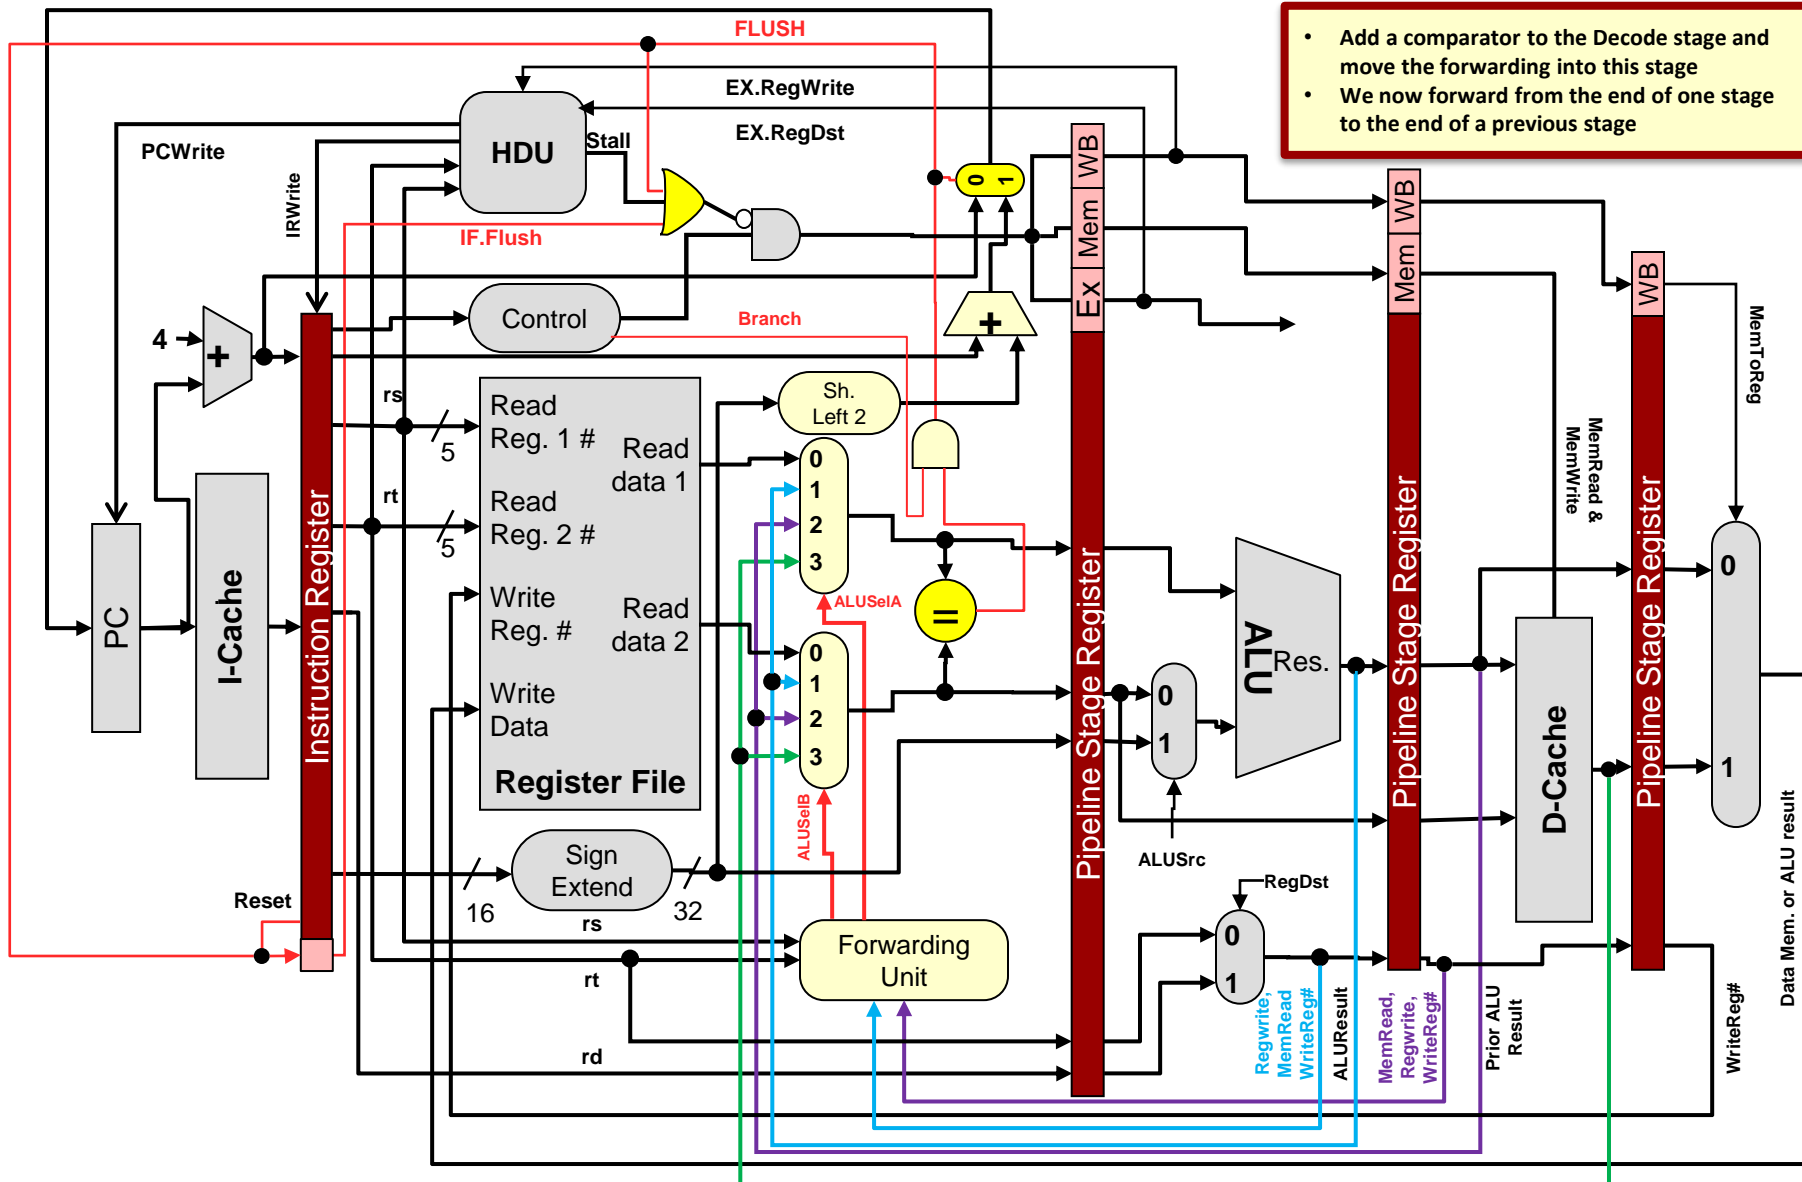 FLUSH
• Add a comparator to the Decode stage and
move the forwarding into this stage
• We now forward from the end of one stage
to the end of a previous stage
EX.RegWrite
EX.RegDst
PCWrite
HDU
Stall
IRWrite
IF.Flush
0
1
WB
Mem
Ex
WB
Mem
WB
4
+
Control
Branch
+
MemToReg
rs
Read
Reg. 1 #
5
Read
data 1
Sh.
Left 2
0
1
2
3
rt
Read
Reg. 2 #
5
MemRead &
MemWrite
PC
I-Cache
Instruction Register
Write
Reg. #
Read
data 2
Write
Data
Register File
ALUSelA
=
0
1
2
3
ALUSelB
Pipeline Stage Register
0
1
ALUSrc
ALU
Res.
Pipeline Stage Register
D-Cache
Pipeline Stage Register
0
1
Data Mem. or ALU result
Sign
Extend
16
32
Reset
rs
rt
Forwarding
Unit
RegDst
0
1
rd
Regwrite,
MemRead
WriteReg#
ALUResult
MemRead,
Regwrite,
WriteReg#
Prior ALU
Result
WriteReg#